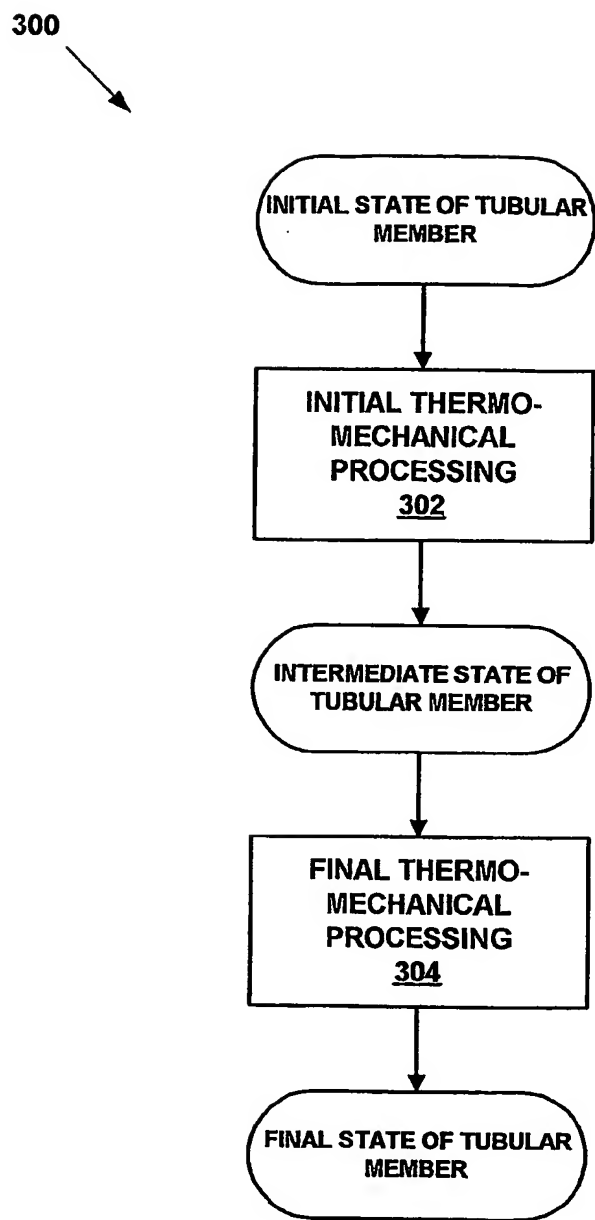 300
INITIAL STATE OF TUBULAR
MEMBER
INITIAL THERMO-
MECHANICAL
PROCESSING
302
INTERMEDIATE STATE OF
TUBULAR MEMBER
FINAL THERMO-
MECHANICAL
PROCESSING
304
FINAL STATE OF TUBULAR
MEMBER